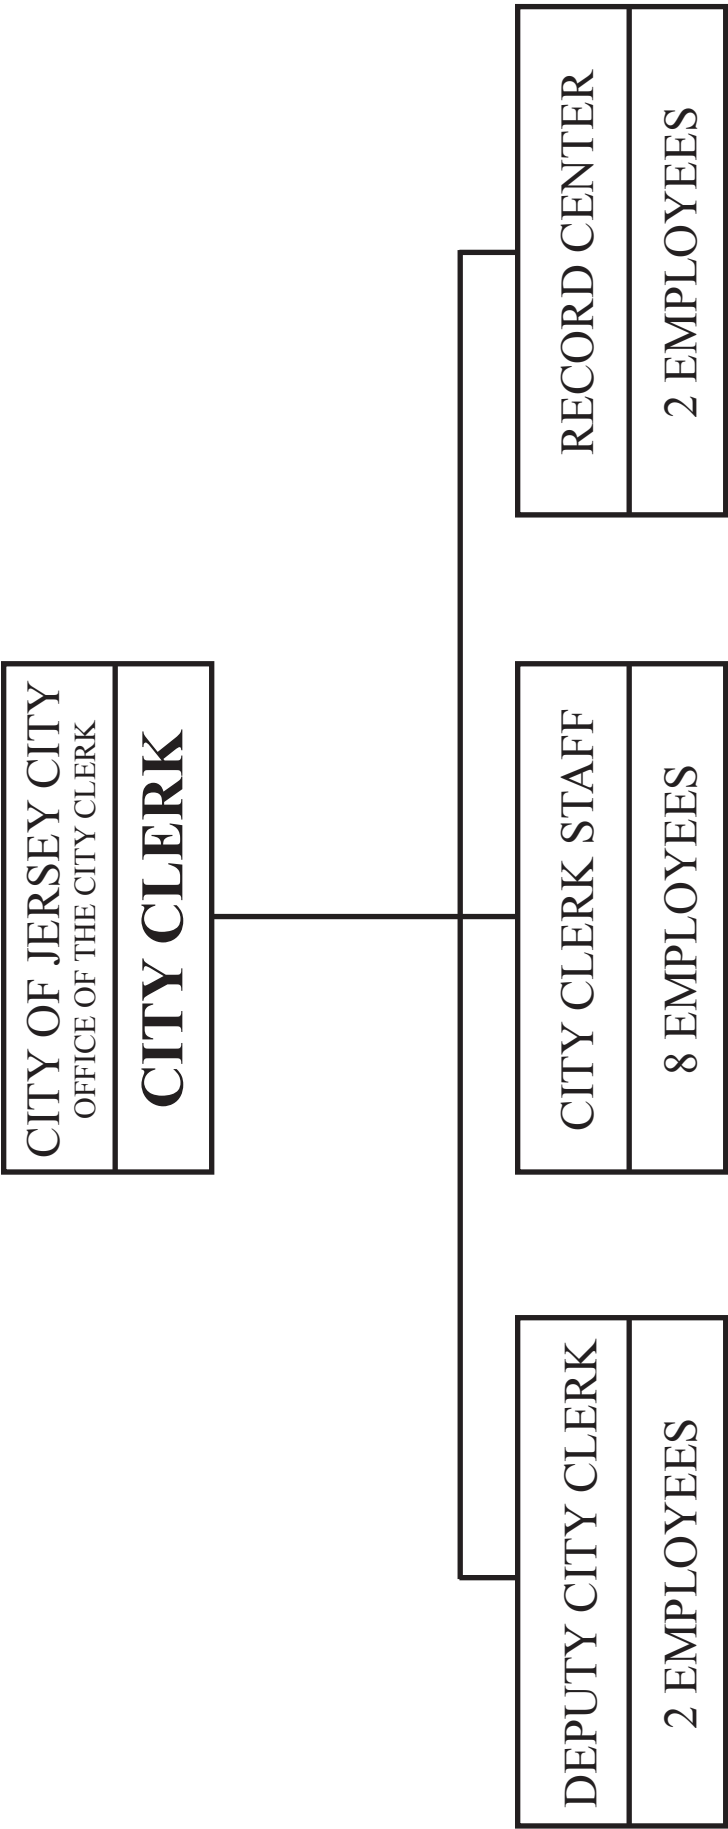 CITY OF JERSEY CITY
OFFICE OF THE CITY CLERK
CITY CLERK
DEPUTY CITY CLERK
2 EMPLOYEES
CITY CLERK STAFF
8 EMPLOYEES
RECORD CENTER
2 EMPLOYEES